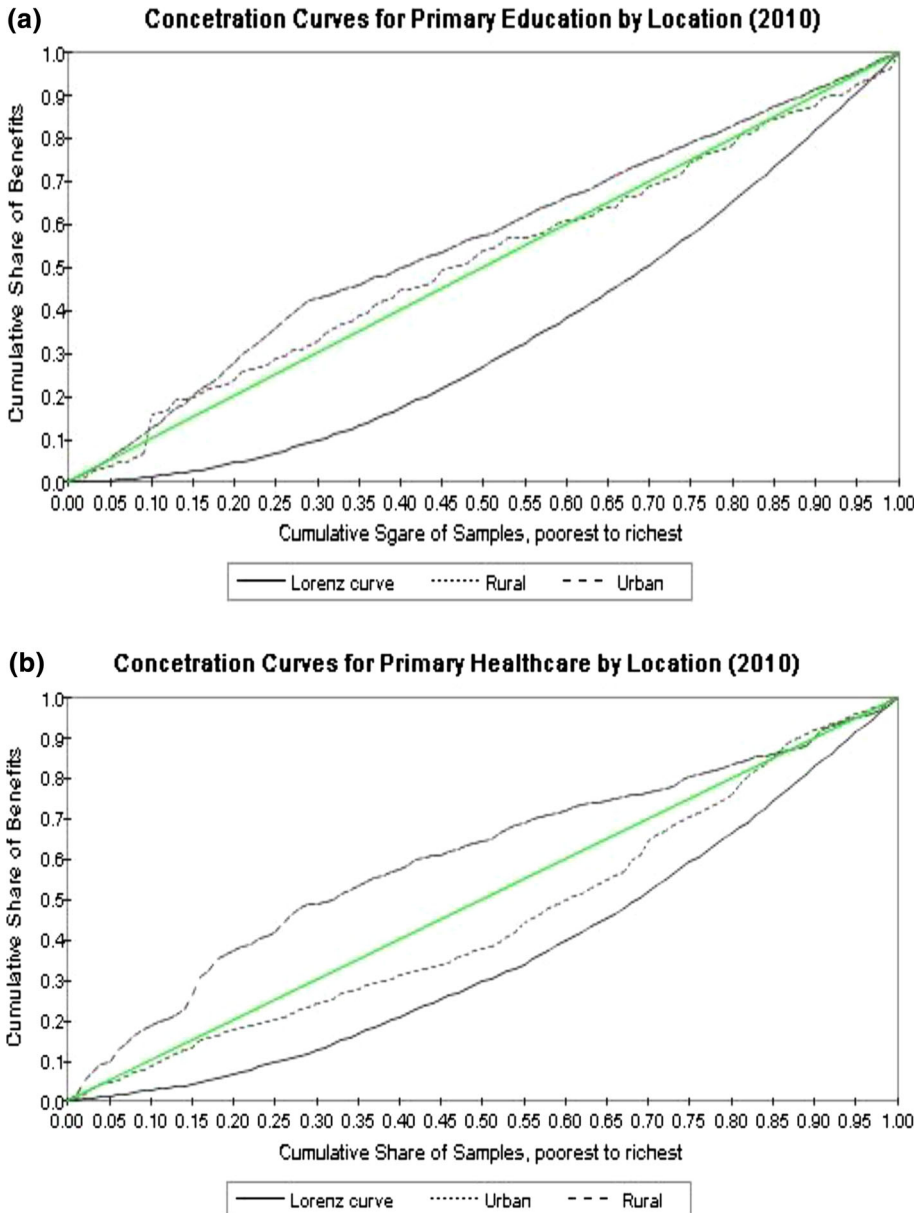 (a) Concetration Curves for Primary Education by Location (2010)
Cumulative Share of Benefits
1.0
0.9
0.8
0.7
0.6
0.5
0.4
0.3
0.2
0.1
0.0
0.00 0.05 0.10 0.15 0.20 0.25 0.30 0.35 0.40 0.45 0.50 0.55 0.60 0.65 0.70 0.75 0.80 0.85 0.90 0.95 1.00
Cumulative Sgare of Samples, poorest to richest
Lorenz curve Rural Urban
(b) Concetration Curves for Primary Healthcare by Location (2010)
Cumulative Share of Benefits
1.0
0.9
0.8
0.7
0.6
0.5
0.4
0.3
0.2
0.1
0.0
0.00 0.05 0.10 0.15 0.20 0.25 0.30 0.35 0.40 0.45 0.50 0.55 0.60 0.65 0.70 0.75 0.80 0.85 0.90 0.95 1.00
Cumulative Share of Samples, poorest to richest
Lorenz curve Urban Rural